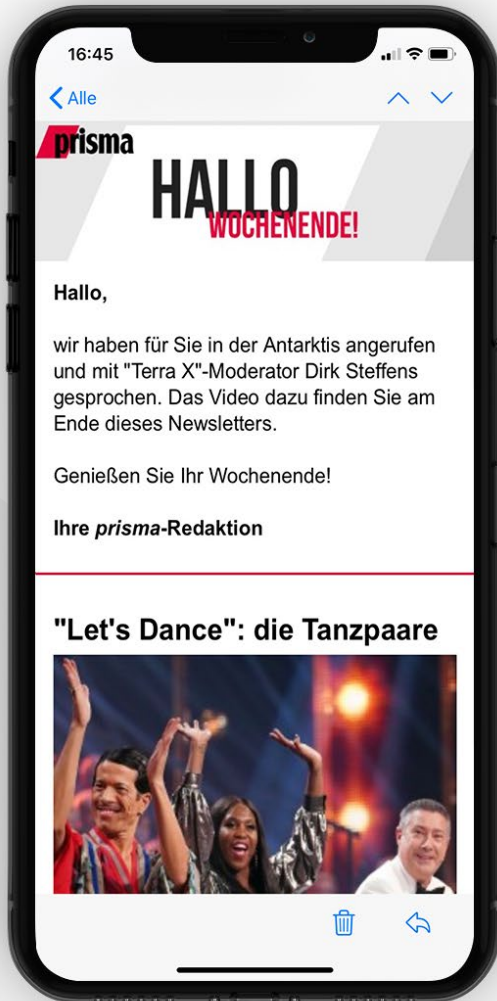 16:45
Alle
prisma
HALLO
WOCHENENDE!
Hallo,
wir haben für Sie in der Antarktis angerufen
und mit "Terra X"-Moderator Dirk Steffens
gesprochen. Das Video dazu finden Sie am
Ende dieses Newsletters.
Genießen Sie Ihr Wochenende!
Ihre prisma-Redaktion
"Let's Dance": die Tanzpaare